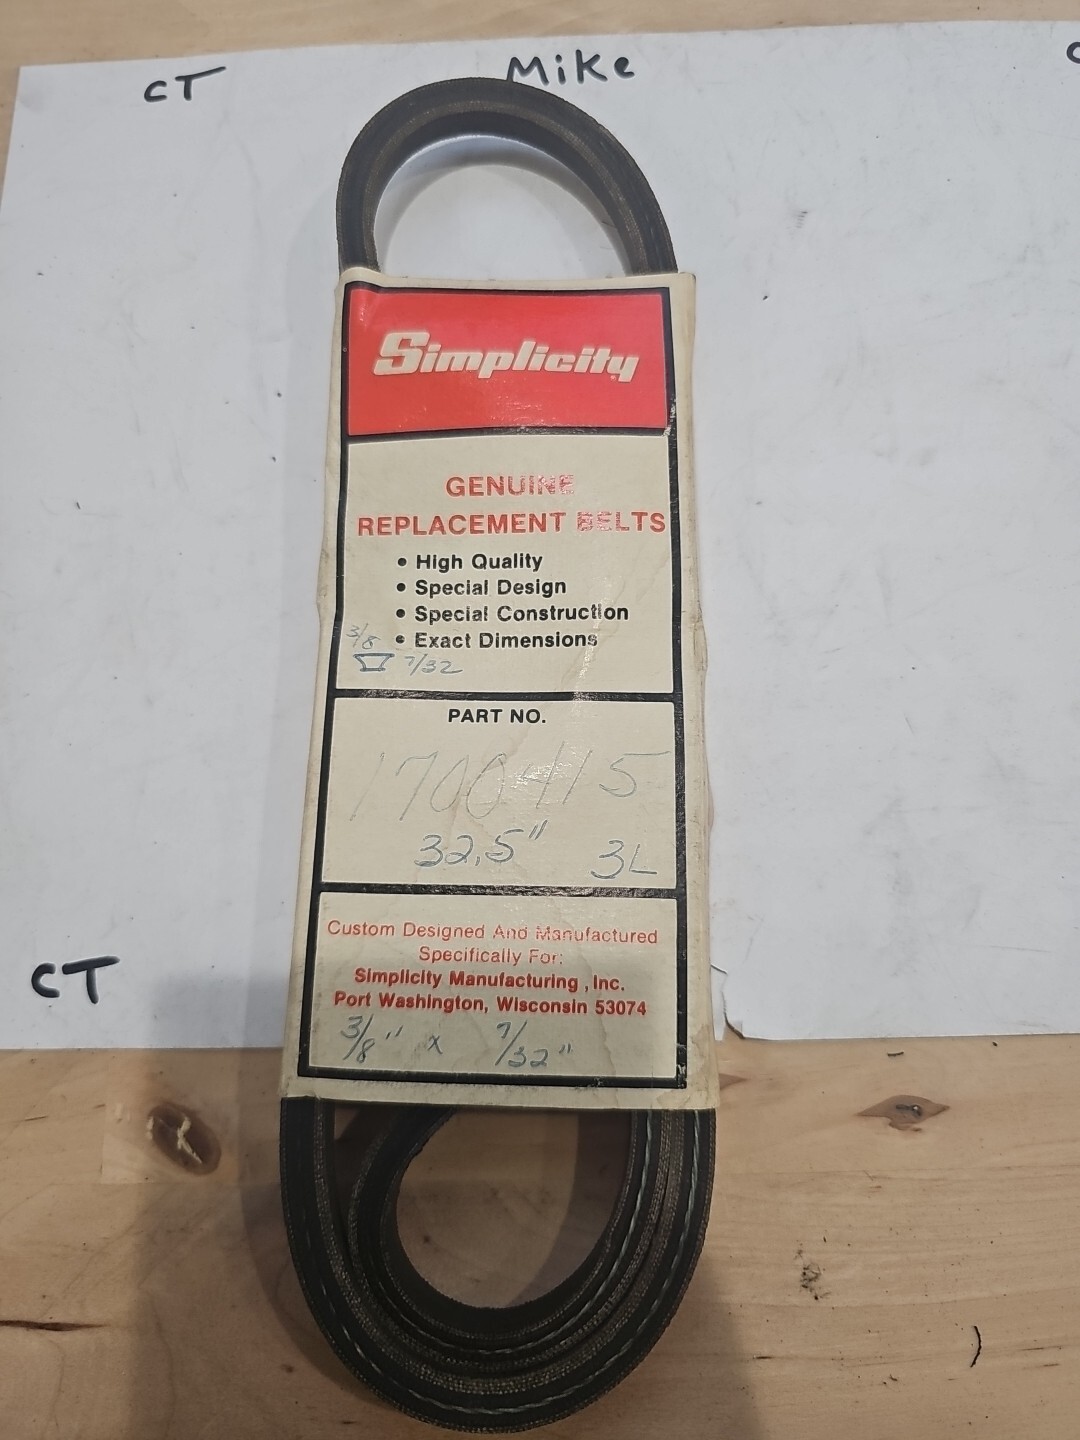 CT
Mike
Simplicity
GENUINE
REPLACEMENT BELTS
• High Quality
• Special Design
• Special Construction
• Exact Dimensions
3/8
7/32
PART NO.
1700415
32.5"
3L
Custom Designed And Manufactured
Specifically For:
Simplicity Manufacturing, Inc.
Port Washington, Wisconsin 53074
3/8" x 7/32"
CT